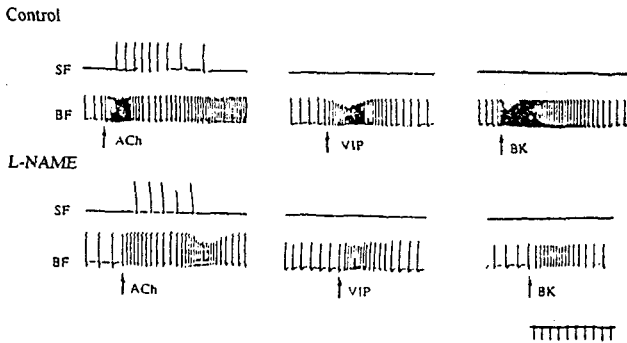 Control
SF
BF
ACh VIP BK
L-NAME
SF
BF
ACh VIP BK